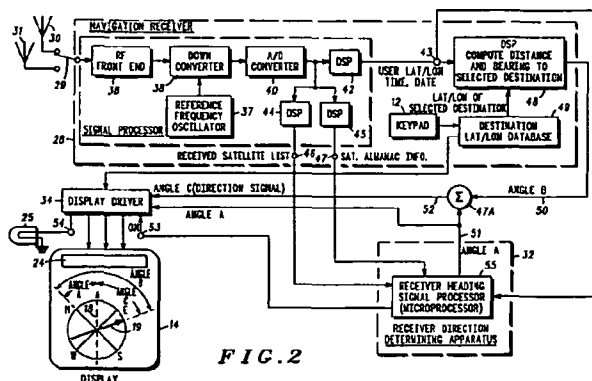 NAVIGATION RECEIVER
31
30
29
RF
FRONT END
38
DOWN
CONVERTER
38
A/D
CONVERTER
40
DSP
42
43
USER LAT/LON
TIME, DATE
DSP
COMPUTE DISTANCE
AND BEARING TO
SELECTED DESTINATION
48
LAT/LON OF
SELECTED DESTINATION
REFERENCE
FREQUENCY
OSCILLATOR
37
DSP
44
DSP
45
12
KEYPAD
DESTINATION
LAT/LON DATABASE
49
SIGNAL PROCESSOR
28
RECEIVED SATELLITE LIST
46
47
SAT. ALMANAC INFO.
ANGLE C(DIRECTION SIGNAL)
ANGLE A
52
Σ
47A
ANGLE B
50
25
34
DISPLAY DRIVER
54
OK
53
51
ANGLE A
32
RECEIVER HEADING
SIGNAL PROCESSOR
(MICROPROCESSOR)
55
RECEIVER DIRECTION
DETERMINING APPARATUS
24
ANGLE
B
ANGLE
A
ANGLE
C
18
19
N
E
W
S
14
DISPLAY
FIG.2